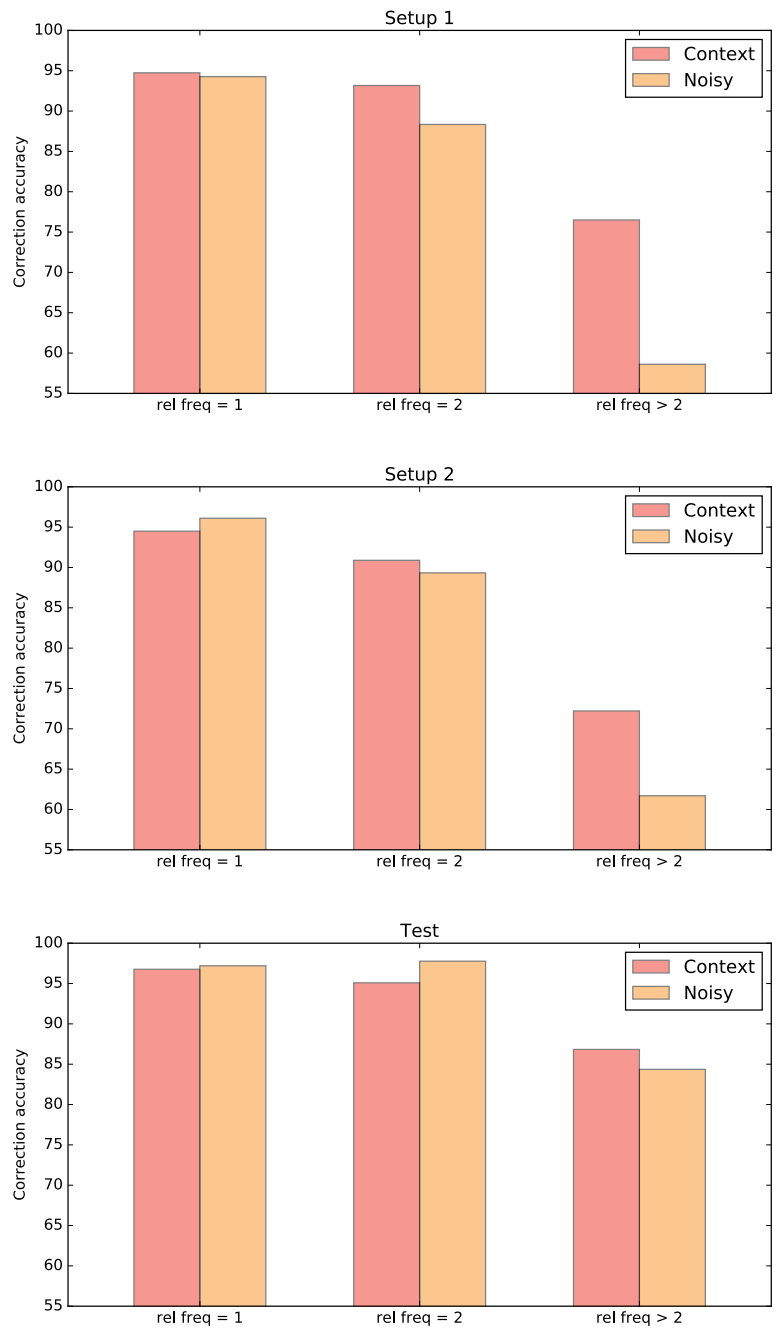 Setup 1
100
95
90
85
80
75
70
65
60
55
Correction accuracy
Context
Noisy
rel freq = 1
rel freq = 2
rel freq > 2
Setup 2
100
95
90
85
80
75
70
65
60
55
Correction accuracy
Context
Noisy
rel freq = 1
rel freq = 2
rel freq > 2
Test
100
95
90
85
80
75
70
65
60
55
Correction accuracy
Context
Noisy
rel freq = 1
rel freq = 2
rel freq > 2